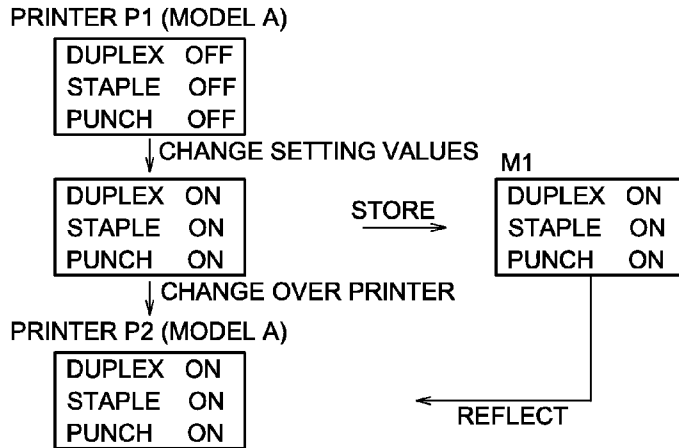 PRINTER P1 (MODEL A)
DUPLEX OFF
STAPLE OFF
PUNCH OFF
CHANGE SETTING VALUES
M1
DUPLEX ON
STAPLE ON
PUNCH ON
STORE
DUPLEX ON
STAPLE ON
PUNCH ON
CHANGE OVER PRINTER
PRINTER P2 (MODEL A)
DUPLEX ON
STAPLE ON
PUNCH ON
REFLECT